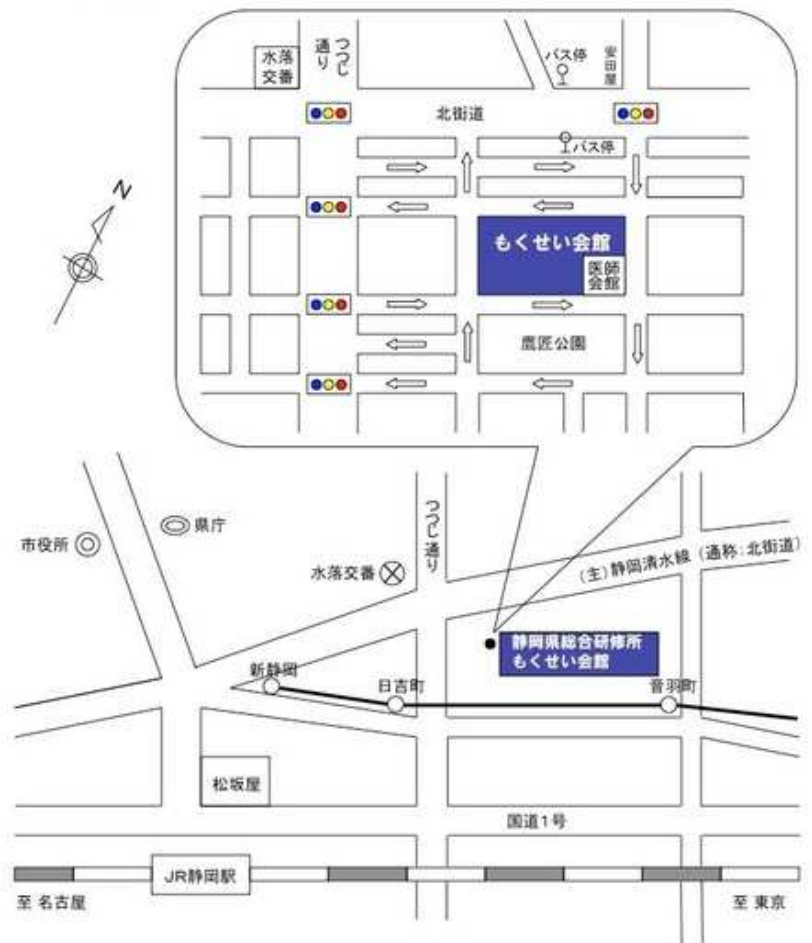 水落
交番
つつじ
通り
バス停
安田屋
北街道
バス停
N
もくせい会館
医師
会館
鷹匠公園
県庁
市役所
つつじ通り
水落交番
(主)静岡清水線(通称:北街道)
静岡県総合研修所
もくせい会館
新静岡
日吉町
音羽町
松坂屋
国道1号
JR静岡駅
至 名古屋
至 東京